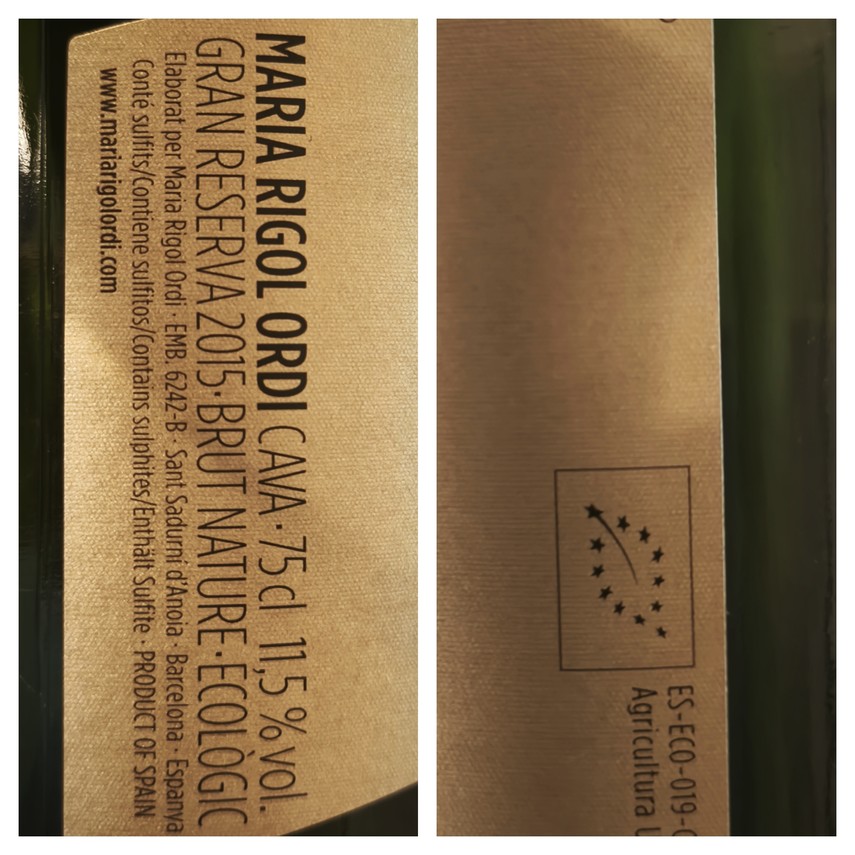 MARIA RIGOL ORDI CAVA · 75cl 11,5 % vol.
GRAN RESERVA 2015 · BRUT NATURE · ECOLÒGIC
Elaborat per Maria Rigol Ordi · EMB. 6242-B · Sant Sadurní d'Anoia · Barcelona · Espanya
Conté sulfits/Contiene sulfitos/Contains sulphites/Enthält Sulfite · PRODUCT OF SPAIN
www.mariarigolordi.com
ES-ECO-019-
Agricultura